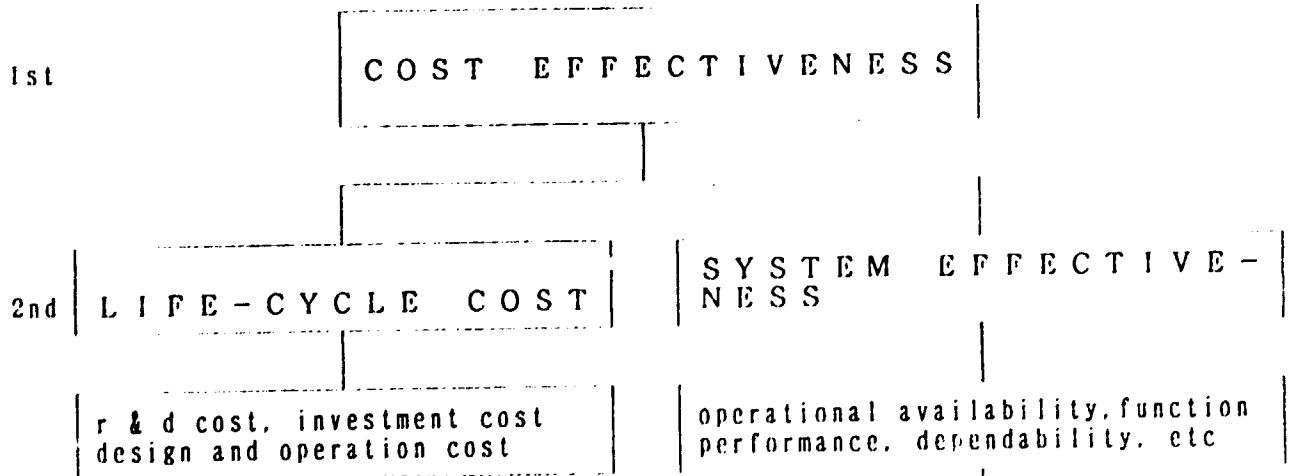 1st
COST EFFECTIVENESS
2nd
LIFE-CYCLE COST
SYSTEM EFFECTIVE-
NESS
r & d cost, investment cost
design and operation cost
operational availability, function
performance, dependability, etc